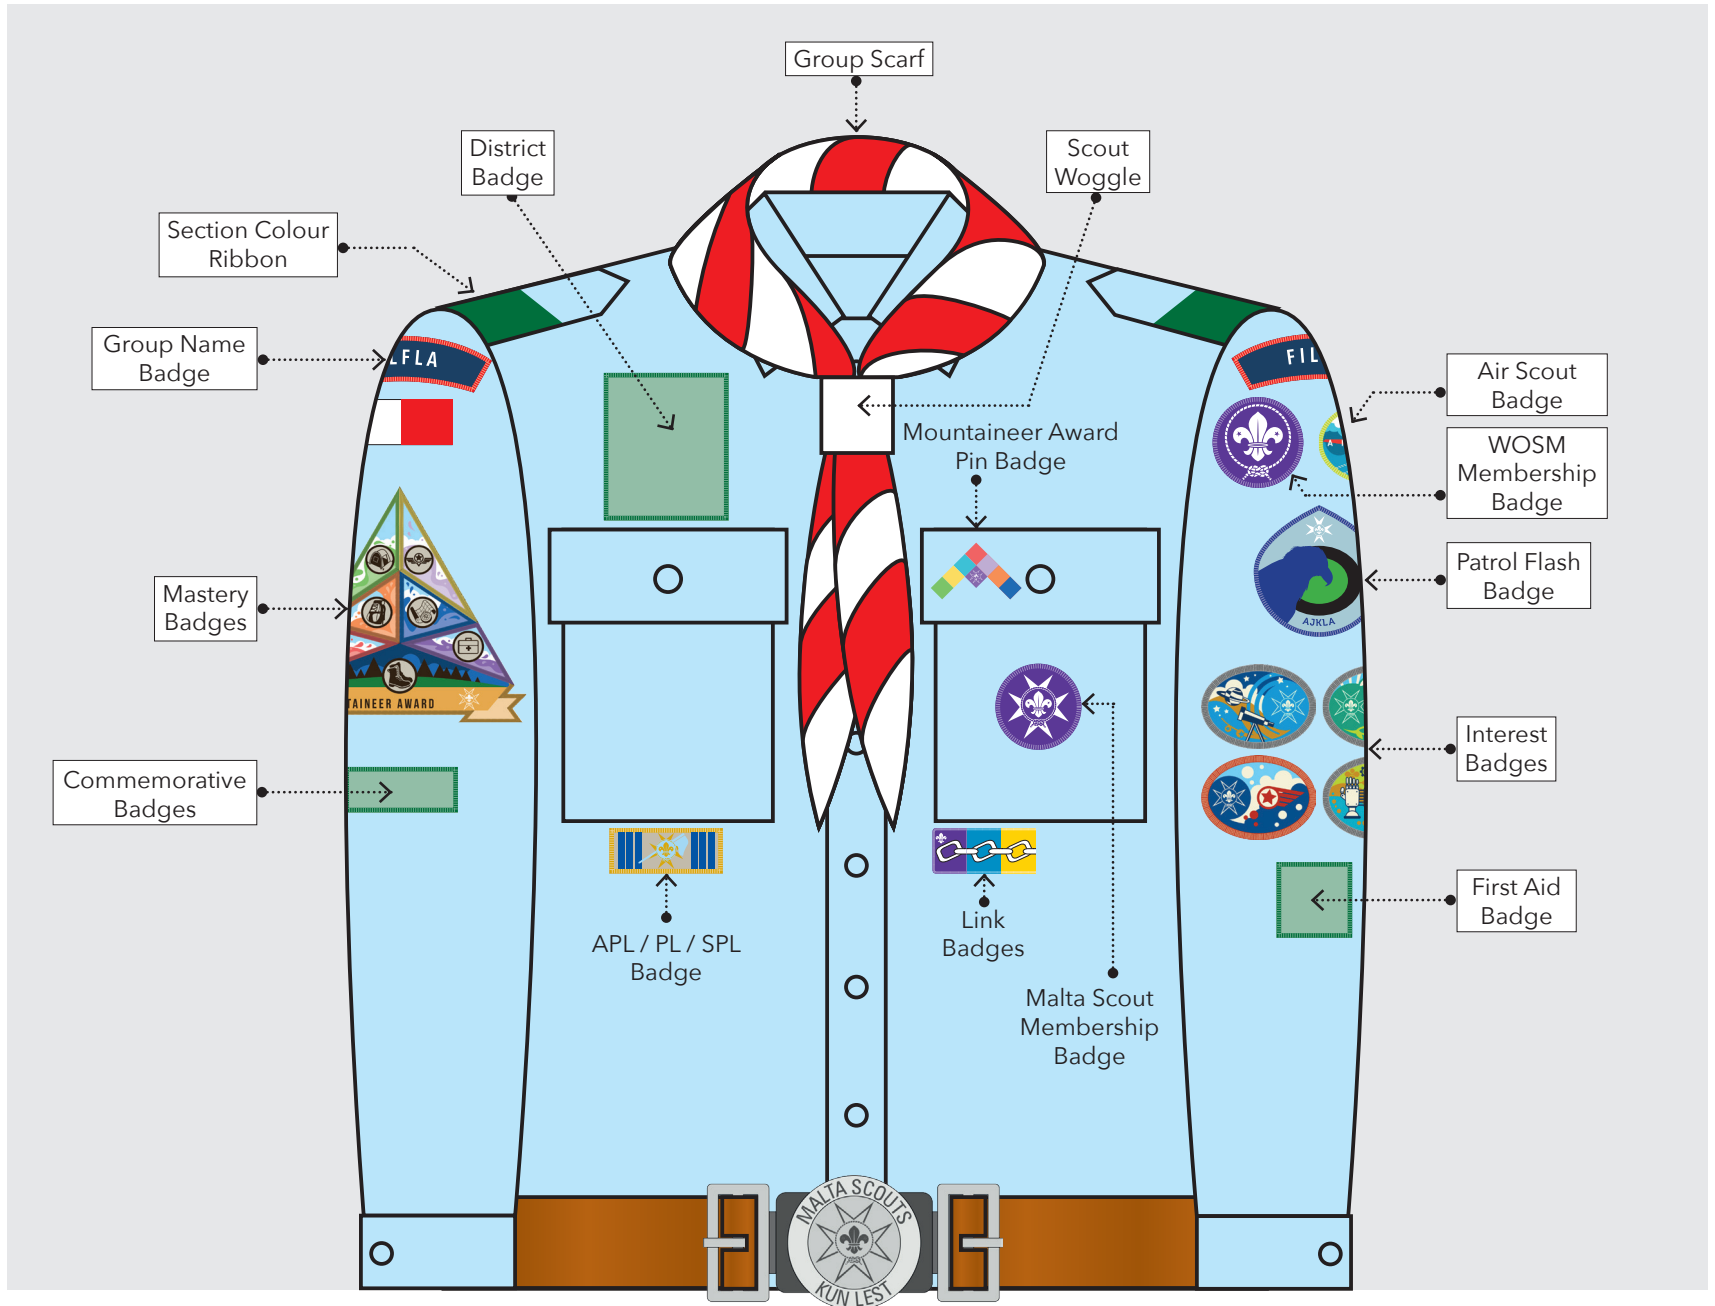 Group Scarf
District
Badge
Scout
Woggle
Section Colour
Ribbon
Group Name
Badge
LFLA
FIL
Air Scout
Badge
Mountaineer Award
Pin Badge
WOSM
Membership
Badge
Mastery
Badges
Patrol Flash
Badge
AJKLA
TAINEER AWARD
Interest
Badges
Commemorative
Badges
First Aid
Badge
APL / PL / SPL
Badge
Link
Badges
Malta Scout
Membership
Badge
MALTA SCOUTS
KUN LEST